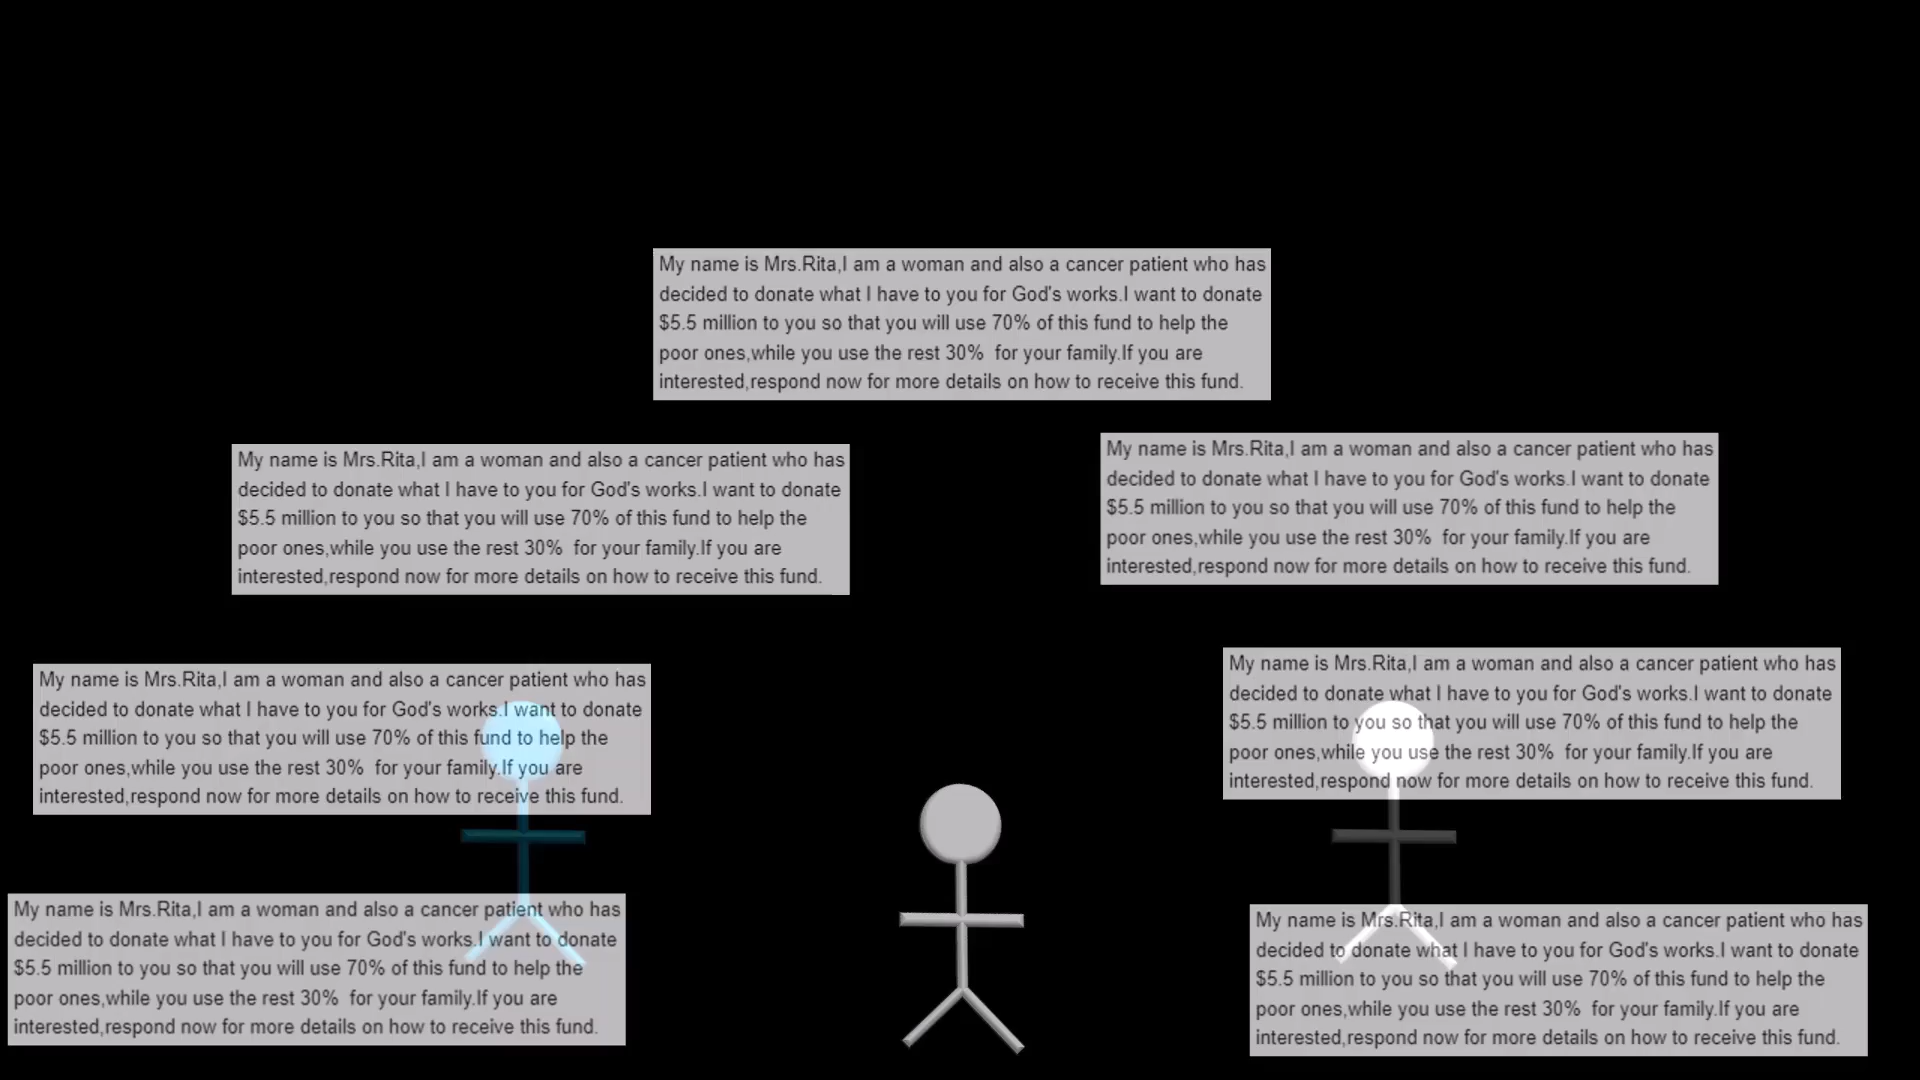 My name is Mrs.Rita,I am a woman and also a cancer patient who has
decided to donate what I have to you for God's works.I want to donate
$5.5 million to you so that you will use 70% of this fund to help the
poor ones,while you use the rest 30%  for your family.If you are
interested,respond now for more details on how to receive this fund.
My name is Mrs.Rita,I am a woman and also a cancer patient who has
decided to donate what I have to you for God's works.I want to donate
$5.5 million to you so that you will use 70% of this fund to help the
poor ones,while you use the rest 30%  for your family.If you are
interested,respond now for more details on how to receive this fund.
My name is Mrs.Rita,I am a woman and also a cancer patient who has
decided to donate what I have to you for God's works.I want to donate
$5.5 million to you so that you will use 70% of this fund to help the
poor ones,while you use the rest 30%  for your family.If you are
interested,respond now for more details on how to receive this fund.
My name is Mrs.Rita,I am a woman and also a cancer patient who has
decided to donate what I have to you for God's works.I want to donate
$5.5 million to you so that you will use 70% of this fund to help the
poor ones,while you use the rest 30%  for your family.If you are
interested,respond now for more details on how to receive this fund.
My name is Mrs.Rita,I am a woman and also a cancer patient who has
decided to donate what I have to you for God's works.I want to donate
$5.5 million to you so that you will use 70% of this fund to help the
poor ones,while you use the rest 30%  for your family.If you are
interested,respond now for more details on how to receive this fund.
My name is Mrs.Rita,I am a woman and also a cancer patient who has
decided to donate what I have to you for God's works.I want to donate
$5.5 million to you so that you will use 70% of this fund to help the
poor ones,while you use the rest 30%  for your family.If you are
interested,respond now for more details on how to receive this fund.
My name is Mrs.Rita,I am a woman and also a cancer patient who has
decided to donate what I have to you for God's works.I want to donate
$5.5 million to you so that you will use 70% of this fund to help the
poor ones,while you use the rest 30%  for your family.If you are
interested,respond now for more details on how to receive this fund.